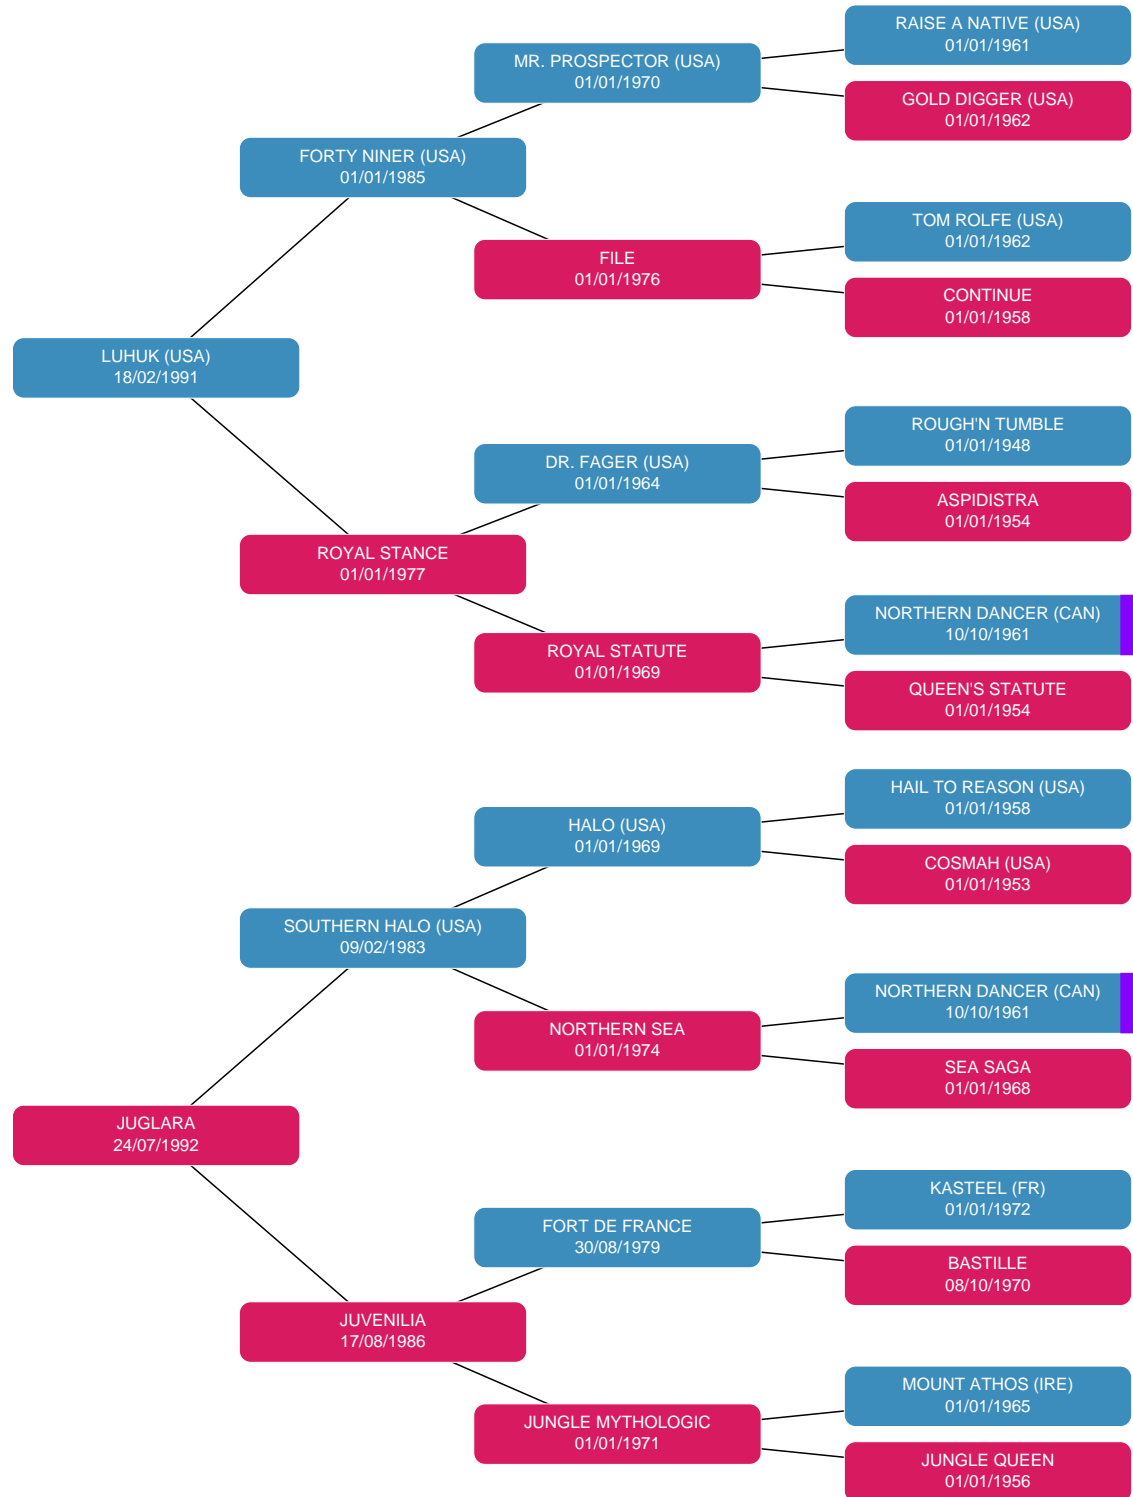 RAISE A NATIVE (USA)
01/01/1961
MR. PROSPECTOR (USA)
01/01/1970
GOLD DIGGER (USA)
01/01/1962
FORTY NINER (USA)
01/01/1985
TOM ROLFE (USA)
01/01/1962
FILE
01/01/1976
CONTINUE
01/01/1958
LUHUK (USA)
18/02/1991
ROUGH'N TUMBLE
01/01/1948
DR. FAGER (USA)
01/01/1964
ASPIDISTRA
01/01/1954
ROYAL STANCE
01/01/1977
NORTHERN DANCER (CAN)
10/10/1961
ROYAL STATUTE
01/01/1969
QUEEN'S STATUTE
01/01/1954
HAIL TO REASON (USA)
01/01/1958
HALO (USA)
01/01/1969
COSMAH (USA)
01/01/1953
SOUTHERN HALO (USA)
09/02/1983
NORTHERN DANCER (CAN)
10/10/1961
NORTHERN SEA
01/01/1974
SEA SAGA
01/01/1968
JUGLARA
24/07/1992
KASTEEL (FR)
01/01/1972
FORT DE FRANCE
30/08/1979
BASTILLE
08/10/1970
JUVENILIA
17/08/1986
MOUNT ATHOS (IRE)
01/01/1965
JUNGLE MYTHOLOGIC
01/01/1971
JUNGLE QUEEN
01/01/1956